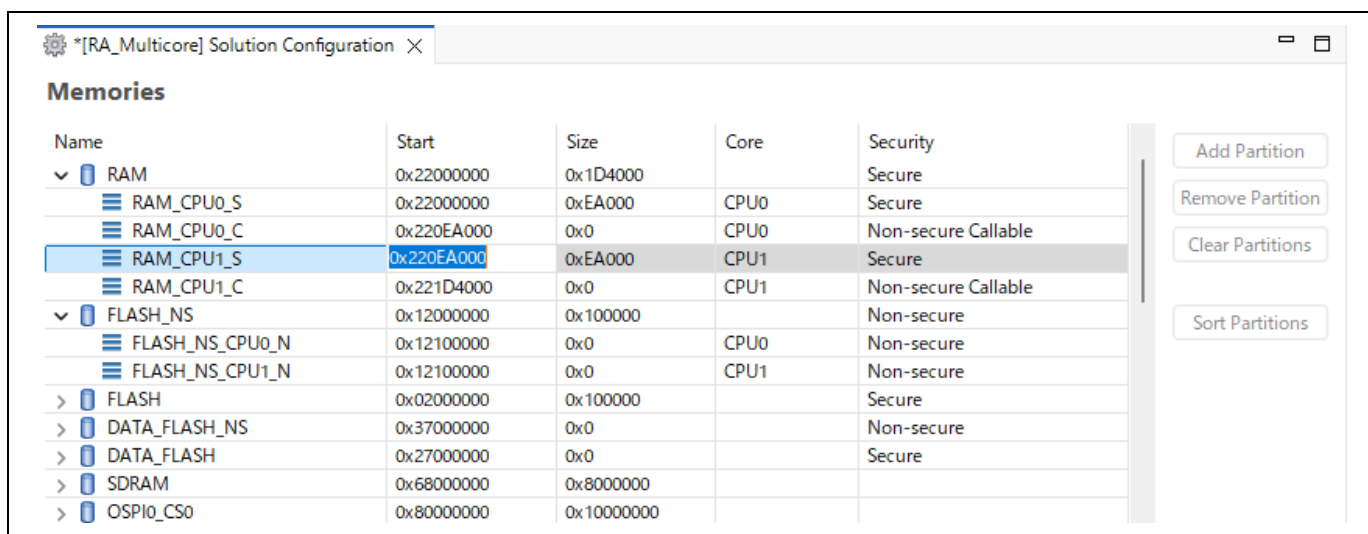 *[RA_Multicore] Solution Configuration
Memories
Name Start Size Core Security
RAM 0x22000000 0x1D4000 Secure
RAM_CPU0_S 0x22000000 0xEA000 CPU0 Secure
RAM_CPU0_C 0x220EA000 0x0 CPU0 Non-secure Callable
RAM_CPU1_S 0x220EA000 0xEA000 CPU1 Secure
RAM_CPU1_C 0x221D4000 0x0 CPU1 Non-secure Callable
FLASH_NS 0x12000000 0x100000 Non-secure
FLASH_NS_CPU0_N 0x12100000 0x0 CPU0 Non-secure
FLASH_NS_CPU1_N 0x12100000 0x0 CPU1 Non-secure
FLASH 0x02000000 0x100000 Secure
DATA_FLASH_NS 0x37000000 0x0 Non-secure
DATA_FLASH 0x27000000 0x0 Secure
SDRAM 0x68000000 0x8000000
OSPI0_CS0 0x80000000 0x10000000
Add Partition
Remove Partition
Clear Partitions
Sort Partitions